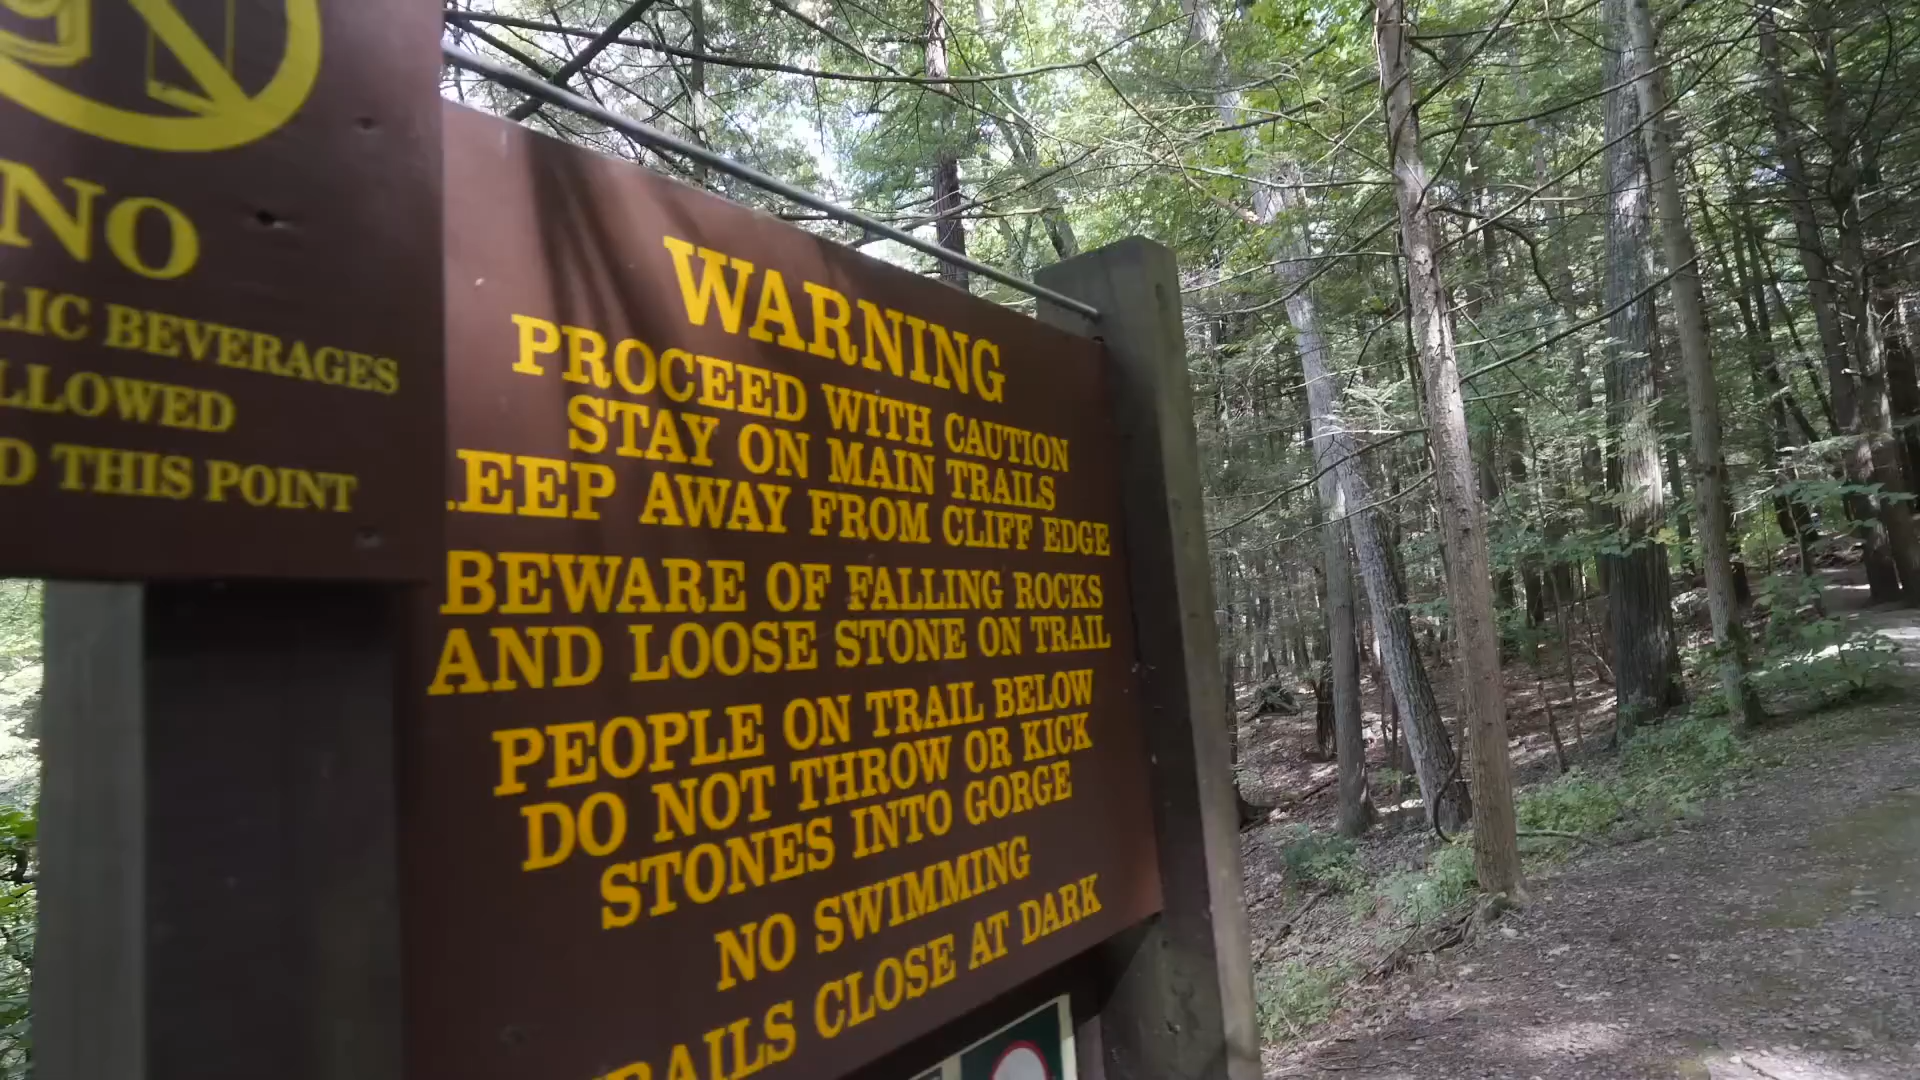 NO
LIC BEVERAGES
LLOWED
D THIS POINT
WARNING
PROCEED WITH CAUTION
STAY ON MAIN TRAILS
EEP AWAY FROM CLIFF EDGE
BEWARE OF FALLING ROCKS
AND LOOSE STONE ON TRAIL
PEOPLE ON TRAIL BELOW
DO NOT THROW OR KICK
STONES INTO GORGE
NO SWIMMING
RAILS CLOSE AT DARK